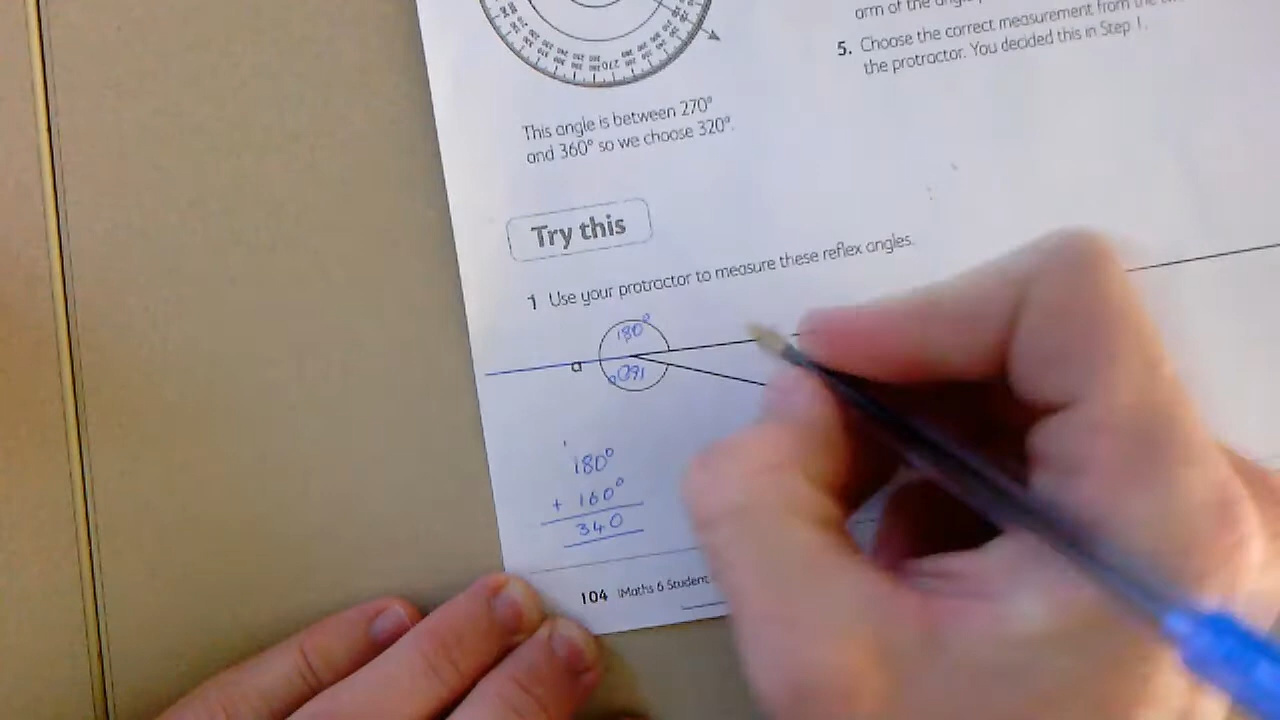 arm of the angle
5. Choose the correct measurement from the
the protractor. You decided this in Step 1.
This angle is between 270°
and 360° so we choose 320°.
Try this
1 Use your protractor to measure these reflex angles.
180°
a
160°
180°
+ 160°
340
104 iMaths 6 Student